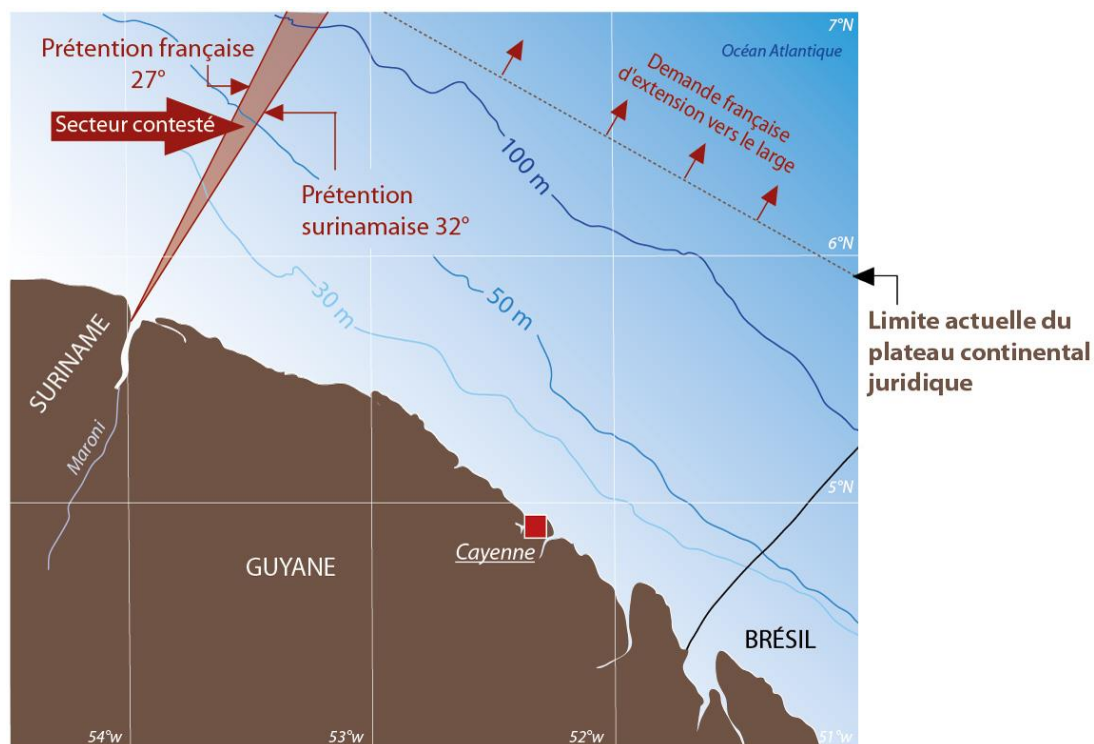 7°N
Océan Atlantique
Prétention française
27°
Secteur contesté
Demande française
d'extension vers le large
100 m
Prétention
surinamaise 32°
6°N
30 m
50 m
Limite actuelle du
plateau continental
juridique
SURINAME
Maroni
5°N
Cayenne
GUYANE
BRÉSIL
54°w
53°w
52°w
51°w